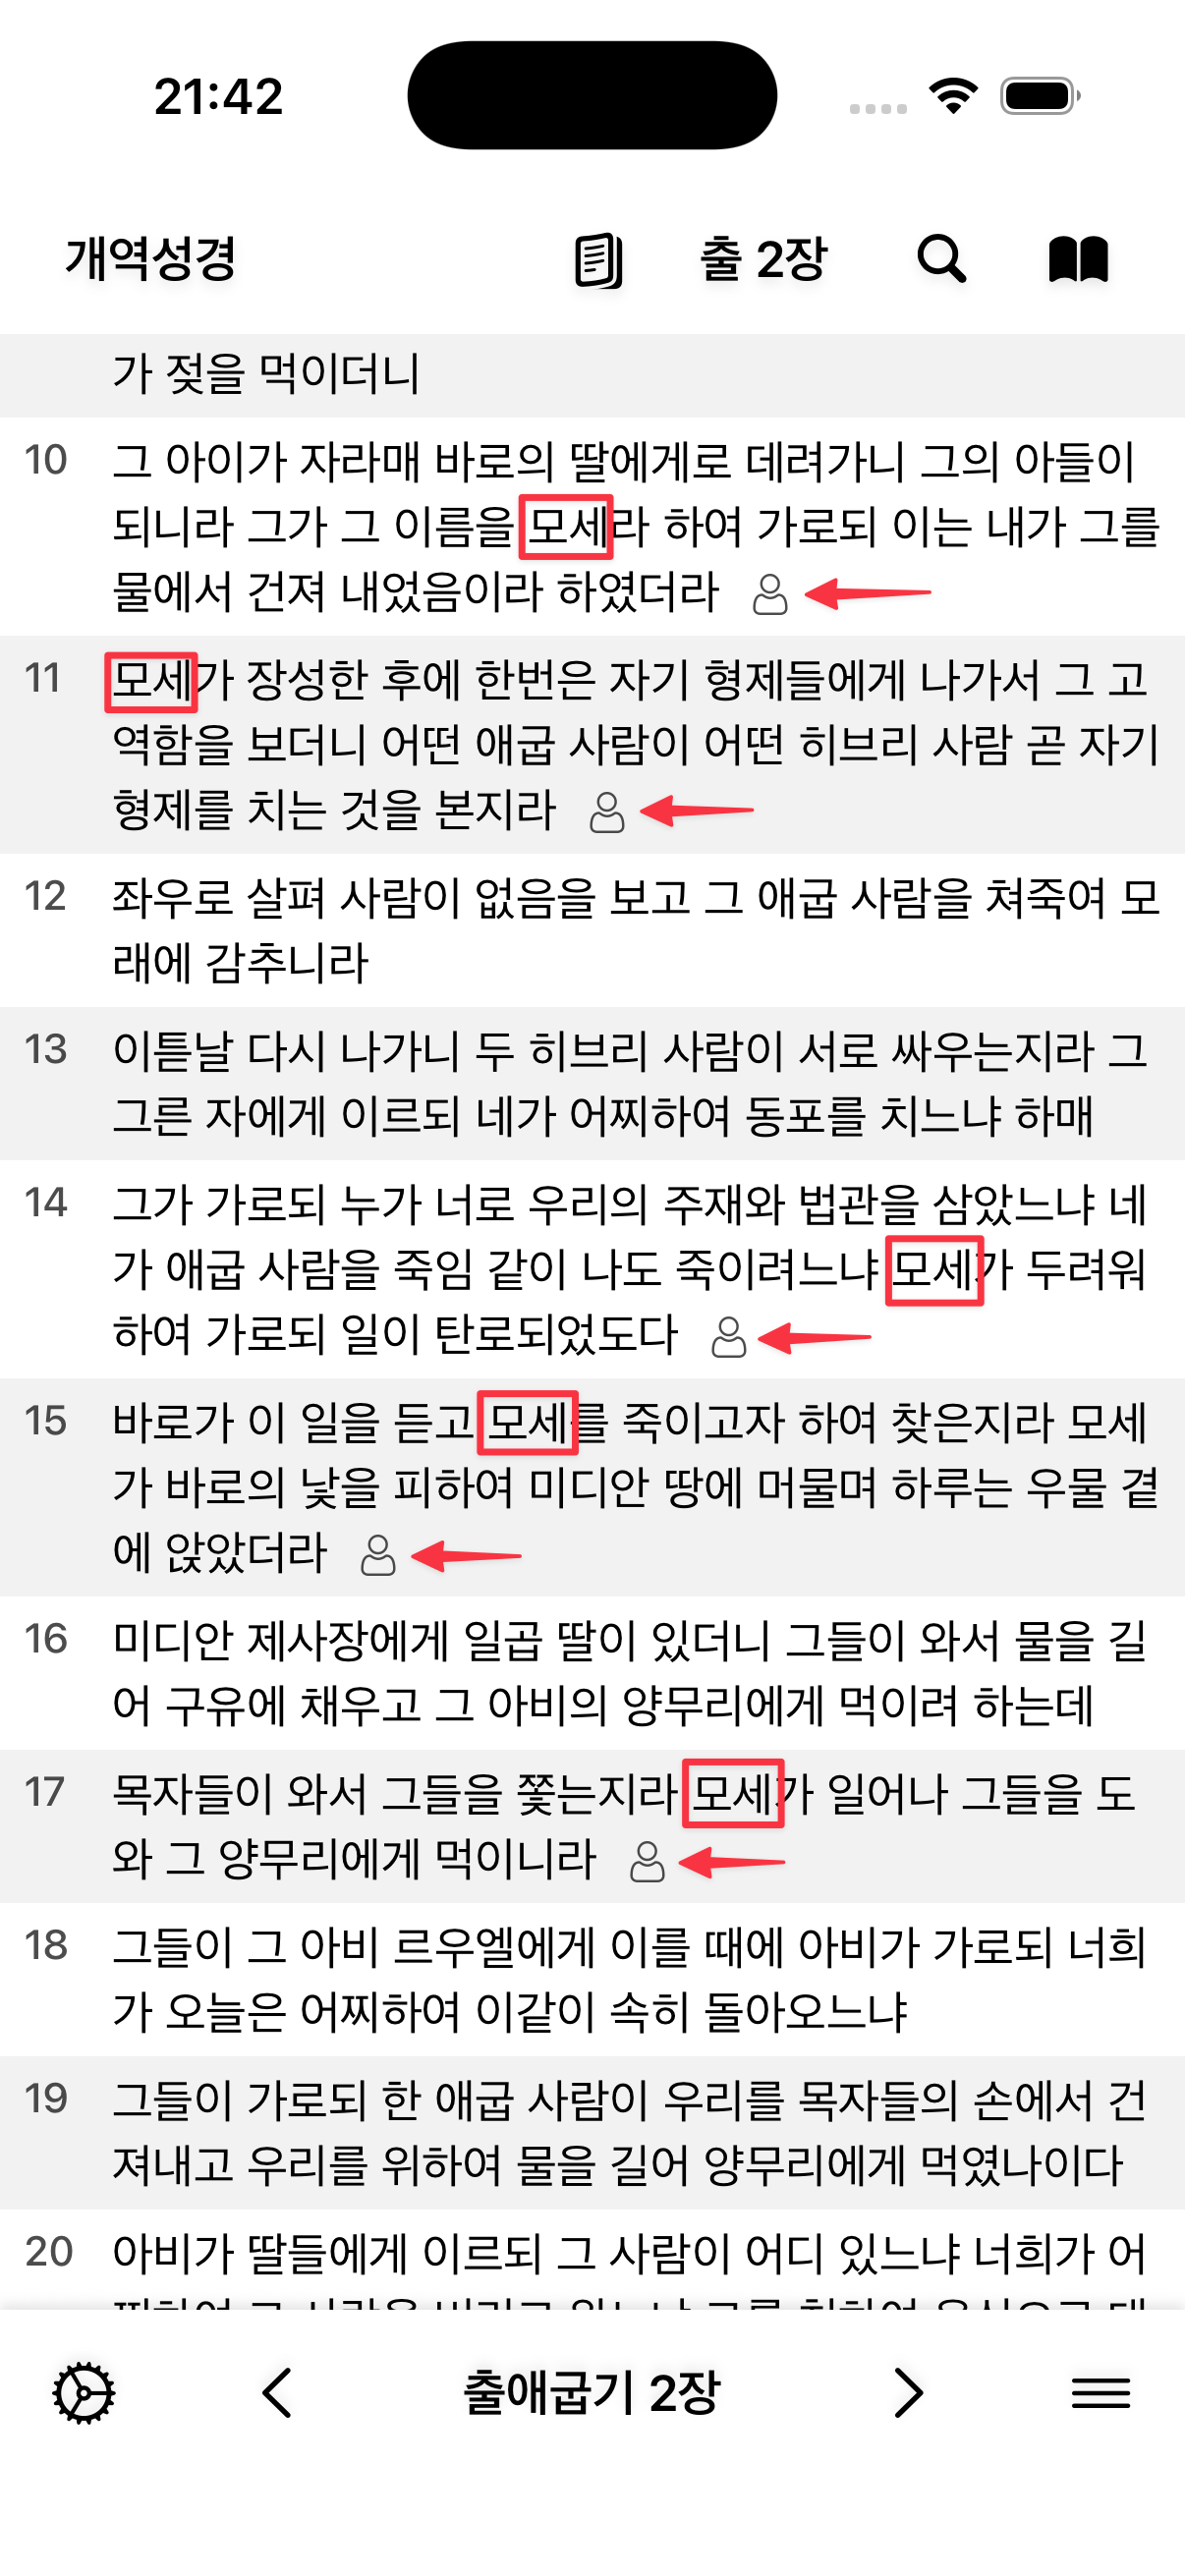 21:42
개역성경 출 2장
가 젖을 먹이더니
10 그 아이가 자라매 바로의 딸에게로 데려가니 그의 아들이
되니라 그가 그 이름을 모세라 하여 가로되 이는 내가 그를
물에서 건져 내었음이라 하였더라
11 모세가 장성한 후에 한번은 자기 형제들에게 나가서 그 고
역함을 보더니 어떤 애굽 사람이 어떤 히브리 사람 곧 자기
형제를 치는 것을 본지라
12 좌우로 살펴 사람이 없음을 보고 그 애굽 사람을 쳐죽여 모
래에 감추니라
13 이튿날 다시 나가니 두 히브리 사람이 서로 싸우는지라 그
그른 자에게 이르되 네가 어찌하여 동포를 치느냐 하매
14 그가 가로되 누가 너로 우리의 주재와 법관을 삼았느냐 네
가 애굽 사람을 죽임 같이 나도 죽이려느냐 모세가 두려워
하여 가로되 일이 탄로되었도다
15 바로가 이 일을 듣고 모세를 죽이고자 하여 찾은지라 모세
가 바로의 낯을 피하여 미디안 땅에 머물며 하루는 우물 곁
에 앉았더라
16 미디안 제사장에게 일곱 딸이 있더니 그들이 와서 물을 길
어 구유에 채우고 그 아비의 양무리에게 먹이려 하는데
17 목자들이 와서 그들을 쫓는지라 모세가 일어나 그들을 도
와 그 양무리에게 먹이니라
18 그들이 그 아비 르우엘에게 이를 때에 아비가 가로되 너희
가 오늘은 어찌하여 이같이 속히 돌아오느냐
19 그들이 가로되 한 애굽 사람이 우리를 목자들의 손에서 건
져내고 우리를 위하여 물을 길어 양무리에게 먹였나이다
20 아비가 딸들에게 이르되 그 사람이 어디 있느냐 너희가 어
출애굽기 2장